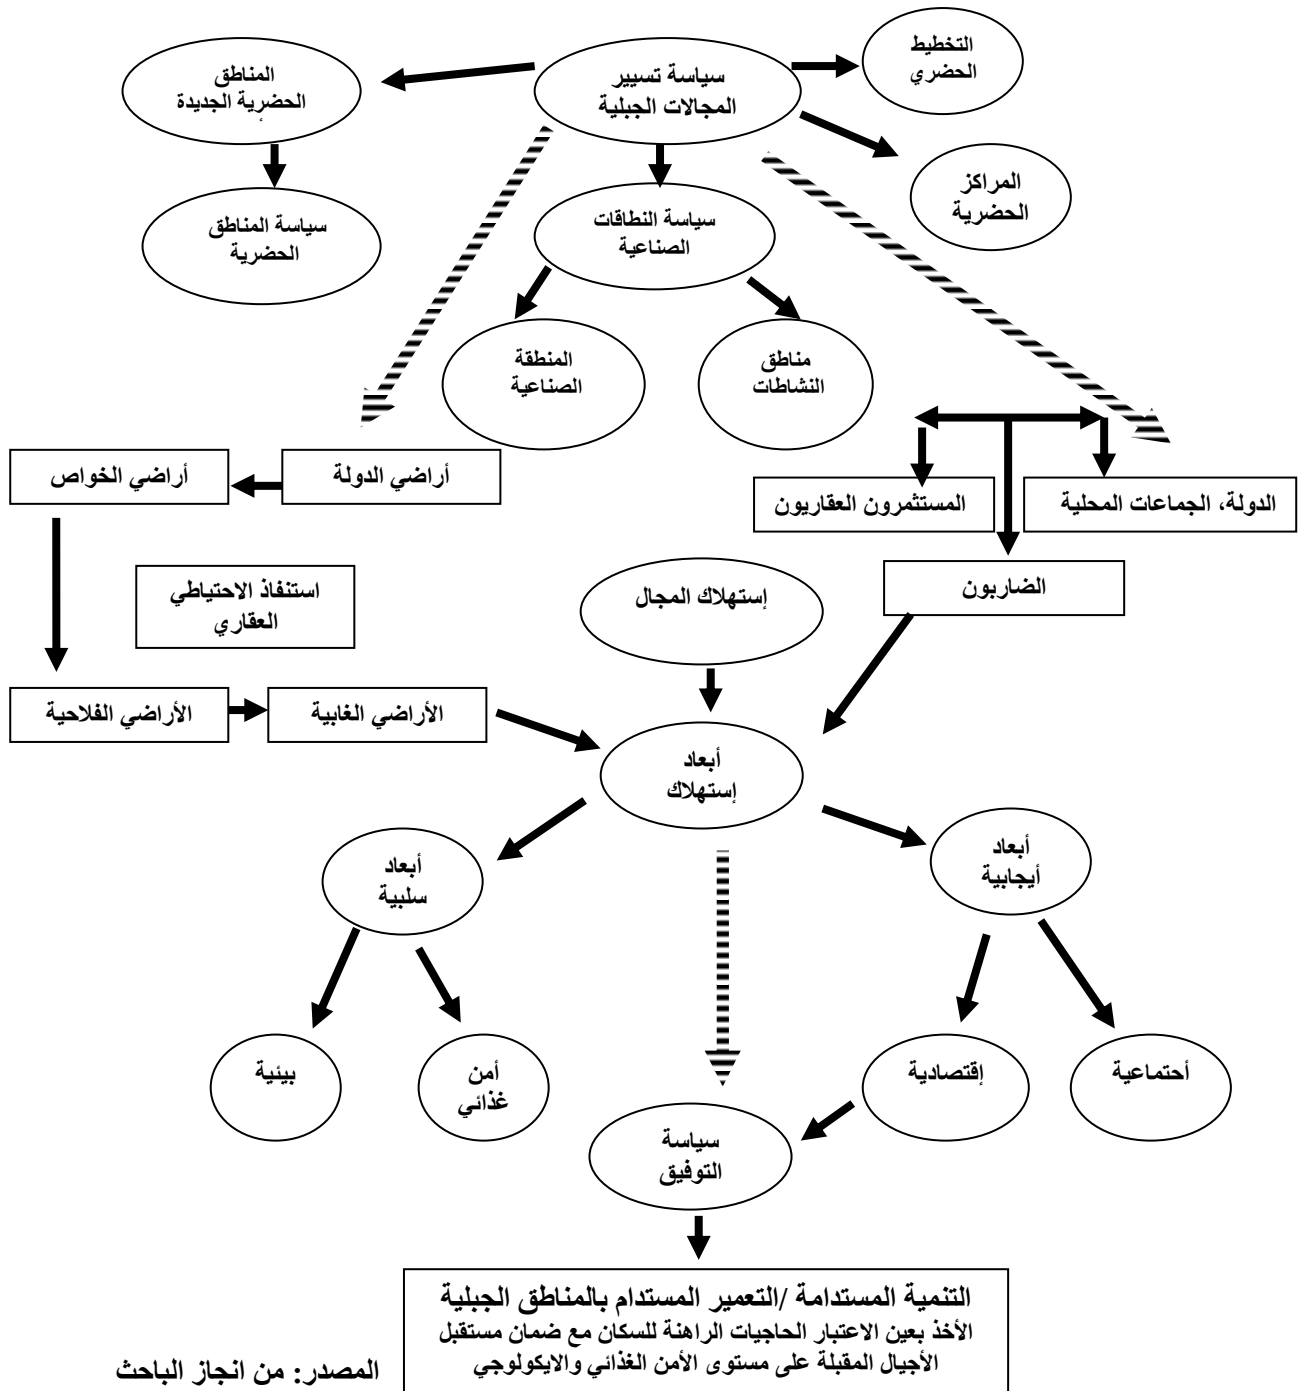 التخطيط
الحضري
سياسة تسيير
المجالات الجبلية
المناطق
الحضرية الجديدة
المراكز
الحضرية
سياسة النطاقات
الصناعية
سياسة المناطق
الحضرية
مناطق
النشاطات
المنطقة
الصناعية
أراضي الدولة
أراضي الخواص
الدولة، الجماعات المحلية
المستثمرون العقاريون
الضاربون
إستهلاك المجال
استنفاذ الاحتياطي
العقاري
الأراضي الغابية
الأراضي الفلاحية
أبعاد
إستهلاك
أبعاد
أيجابية
أبعاد
سلبية
أحتماعية
إقتصادية
أمن
غذائي
بيئية
سياسة
التوفيق
التنمية المستدامة /التعمير المستدام بالمناطق الجبلية
الأخذ بعين الاعتبار الحاجيات الراهنة للسكان مع ضمان مستقبل
الأجيال المقبلة على مستوى الأمن الغذائي والايكولوجي
المصدر: من انجاز الباحث